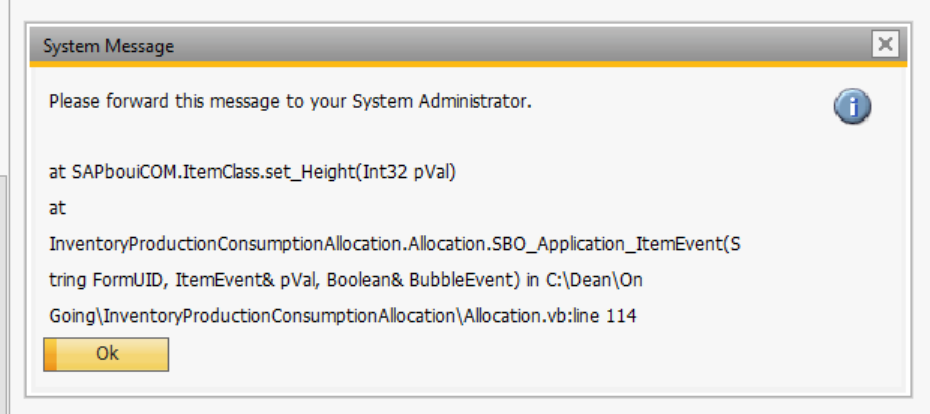 System Message
Please forward this message to your System Administrator.
at SAPbouiCOM.ItemClass.set_Height(Int32 pVal)
at
InventoryProductionConsumptionAllocation.Allocation.SBO_Application_ItemEvent(S
tring FormUID, ItemEvent& pVal, Boolean& BubbleEvent) in C:\Dean\On
Going\InventoryProductionConsumptionAllocation\Allocation.vb:line 114
Ok